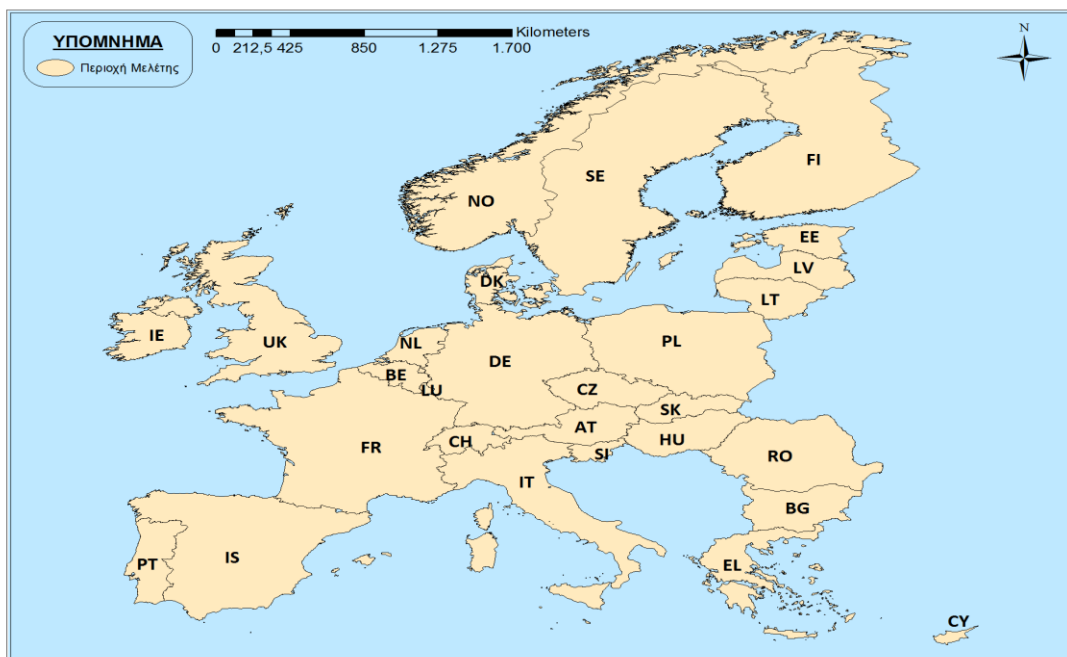 ΥΠΟΜΝΗΜΑ
Περιοχή Μελέτης
Kilometers
0 212,5 425 850 1.275 1.700
N
FI
SE
NO
EE
LV
DK
LT
IE
UK
NL
PL
DE
BE
LU
CZ
SK
AT
HU
CH
FR
SI
RO
IT
BG
PT
IS
EL
CY